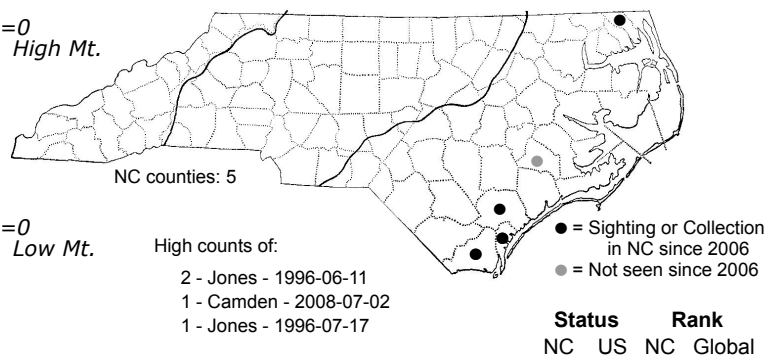 =0
High Mt.
NC counties: 5
=0
Low Mt.
High counts of:
2 - Jones - 1996-06-11
1 - Camden - 2008-07-02
1 - Jones - 1996-07-17
= Sighting or Collection
in NC since 2006
= Not seen since 2006
Status Rank
NC US NC Global